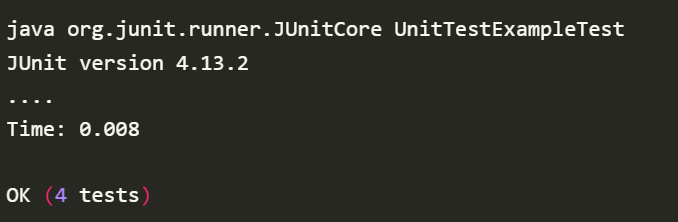 java org.junit.runner.JUnitCore UnitTestExampleTest
JUnit version 4.13.2
....
Time: 0.008
OK (4 tests)